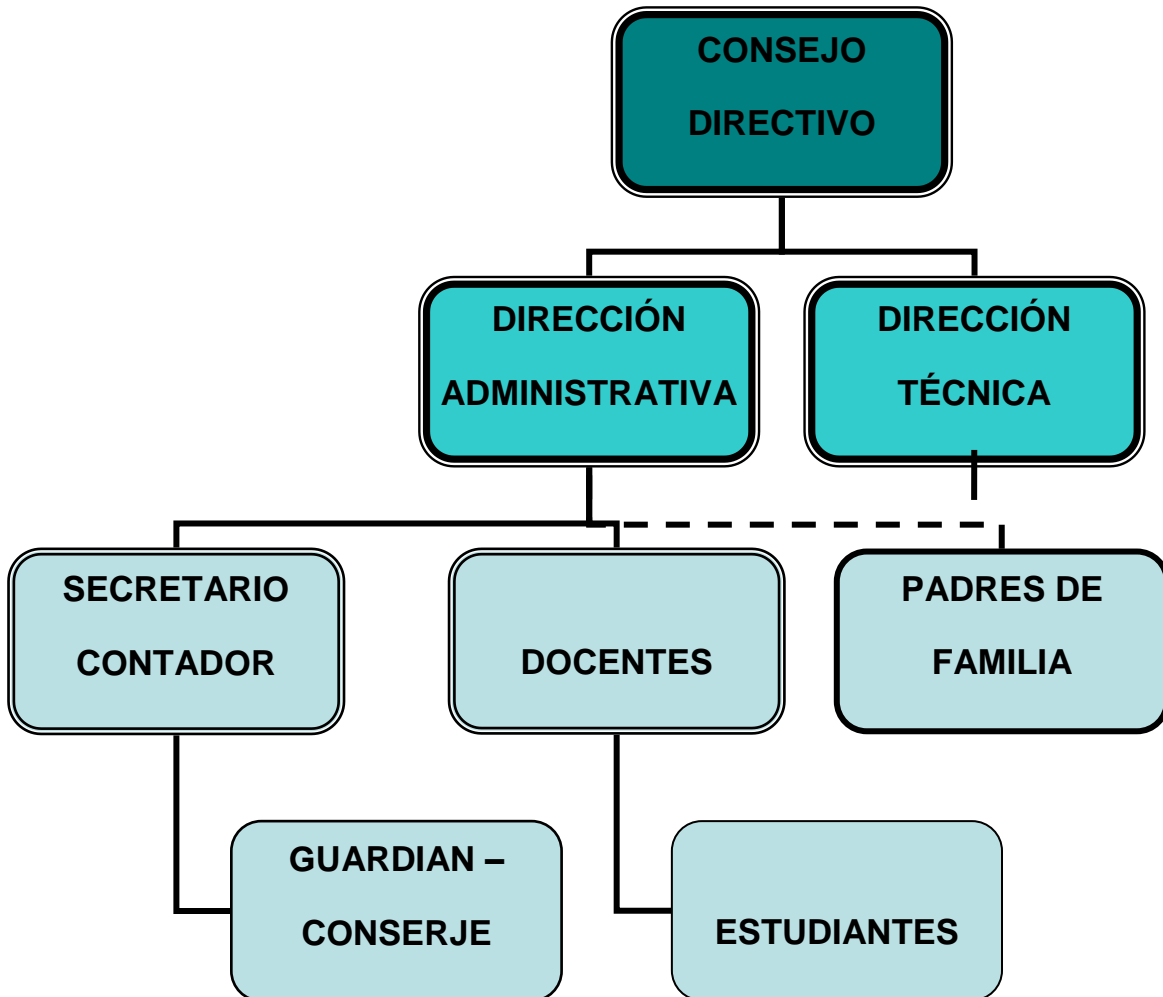 CONSEJO
DIRECTIVO
DIRECCIÓN
ADMINISTRATIVA
DIRECCIÓN
TÉCNICA
SECRETARIO
CONTADOR
DOCENTES
PADRES DE
FAMILIA
GUARDIAN –
CONSERJE
ESTUDIANTES